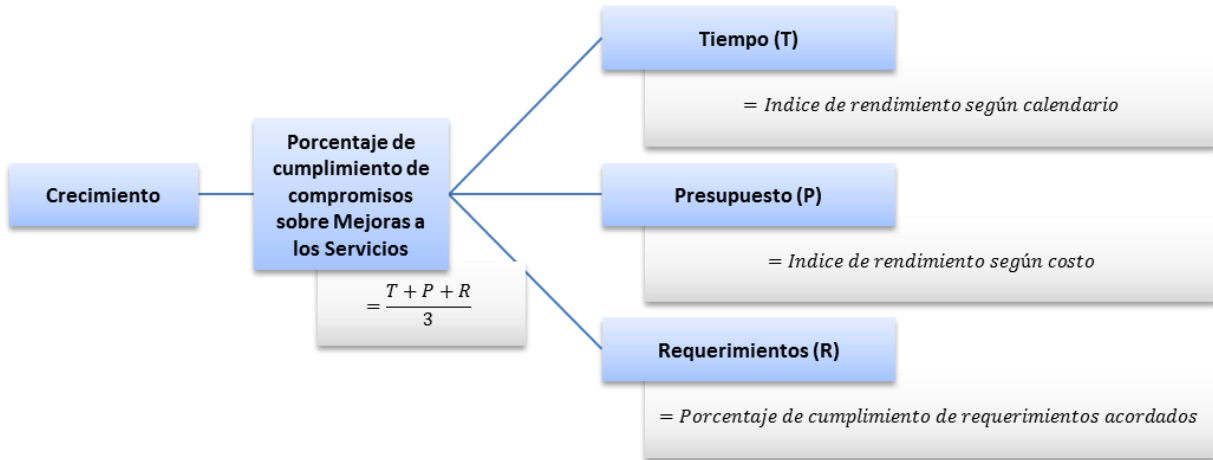 Crecimiento
Porcentaje de
cumplimiento de
compromisos
sobre Mejoras a
los Servicios
= (T + P + R) / 3
Tiempo (T)
= Indice de rendimiento según calendario
Presupuesto (P)
= Indice de rendimiento según costo
Requerimientos (R)
= Porcentaje de cumplimiento de requerimientos acordados